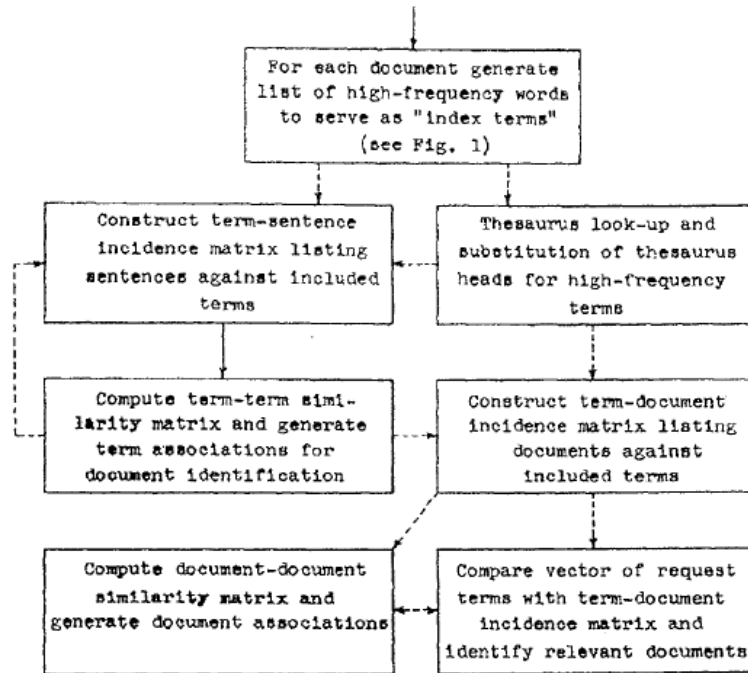 For each document generate
list of high-frequency words
to serve as "index terms"
(see Fig. 1)
Construct term-sentence
incidence matrix listing
sentences against included
terms
Thesaurus look-up and
substitution of thesaurus
heads for high-frequency
terms
Compute term-term simi-
larity matrix and generate
term associations for
document identification
Construct term-document
incidence matrix listing
documents against
included terms
Compute document-document
similarity matrix and
generate document associations
Compare vector of request
terms with term-document
incidence matrix and
identify relevant documents